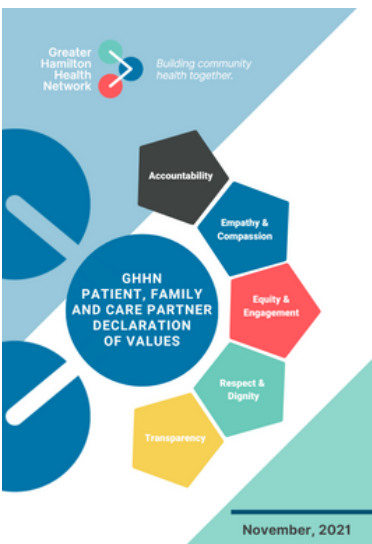 Greater
Hamilton
Health
Network
Building community
health together.
Accountability
Empathy &
Compassion
GHHN
PATIENT, FAMILY
AND CARE PARTNER
DECLARATION
OF VALUES
Equity &
Engagement
Respect &
Dignity
Transparency
November, 2021